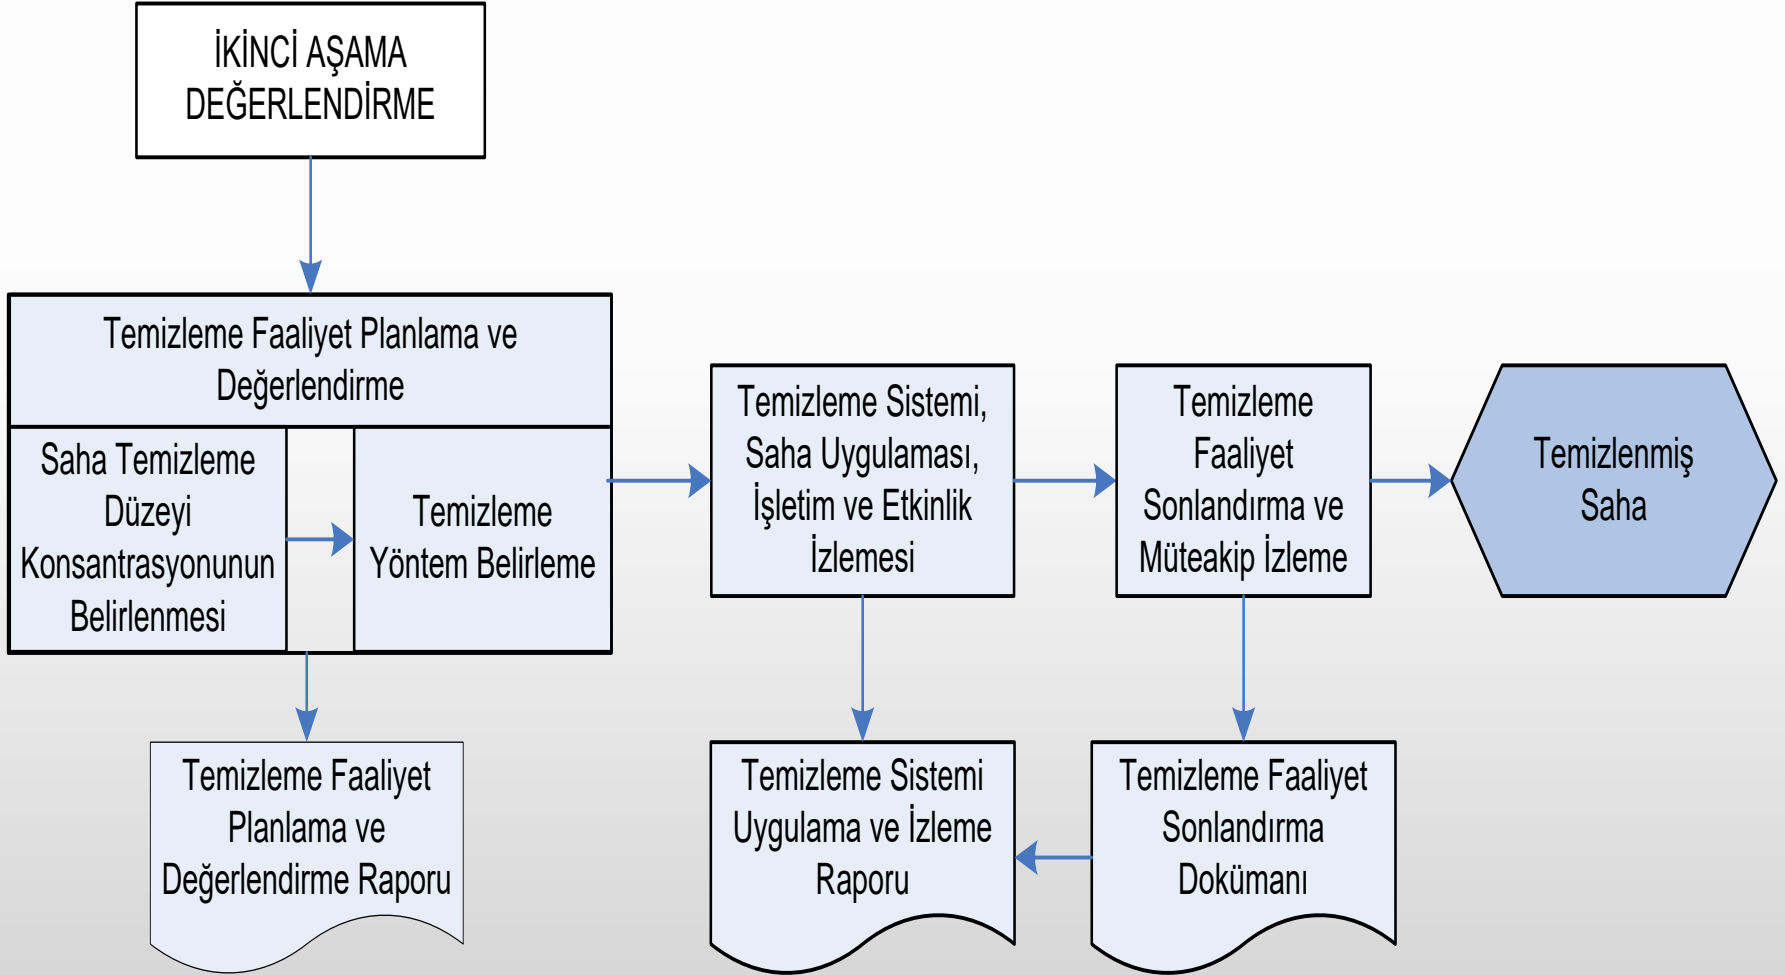 İKİNCİ AŞAMA
DEĞERLENDİRME
Temizleme Faaliyet Planlama ve
Değerlendirme
Saha Temizleme
Düzeyi
Konsantrasyonunun
Belirlenmesi
Temizleme
Yöntem Belirleme
Temizleme Sistemi,
Saha Uygulaması,
İşletim ve Etkinlik
İzlemesi
Temizleme
Faaliyet
Sonlandırma ve
Müteakip İzleme
Temizlenmiş
Saha
Temizleme Faaliyet
Planlama ve
Değerlendirme Raporu
Temizleme Sistemi
Uygulama ve İzleme
Raporu
Temizleme Faaliyet
Sonlandırma
Dokümanı